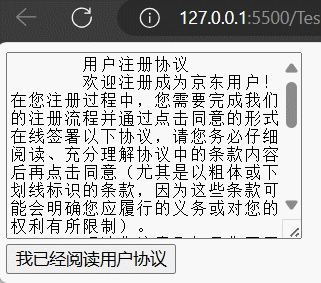 127.0.0.1:5500/Tes
用户注册协议
欢迎注册成为京东用户！
在您注册过程中，您需要完成我们
的注册流程并通过点击同意的形式
在线签署以下协议，请您务必仔细
阅读、充分理解协议中的条款内容
后再点击同意（尤其是以粗体或下
划线标识的条款，因为这些条款可
能会明确您应履行的义务或对您的
权利有所限制）。
我已经阅读用户协议